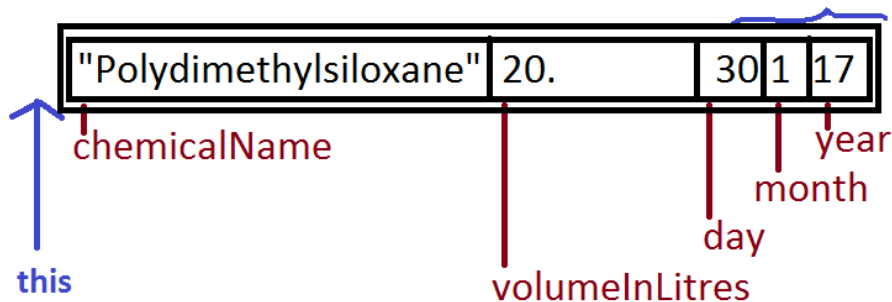 "Polydimethylsiloxane" 20. 30 1 17
chemicalName
year
month
day
this
volumeInLitres